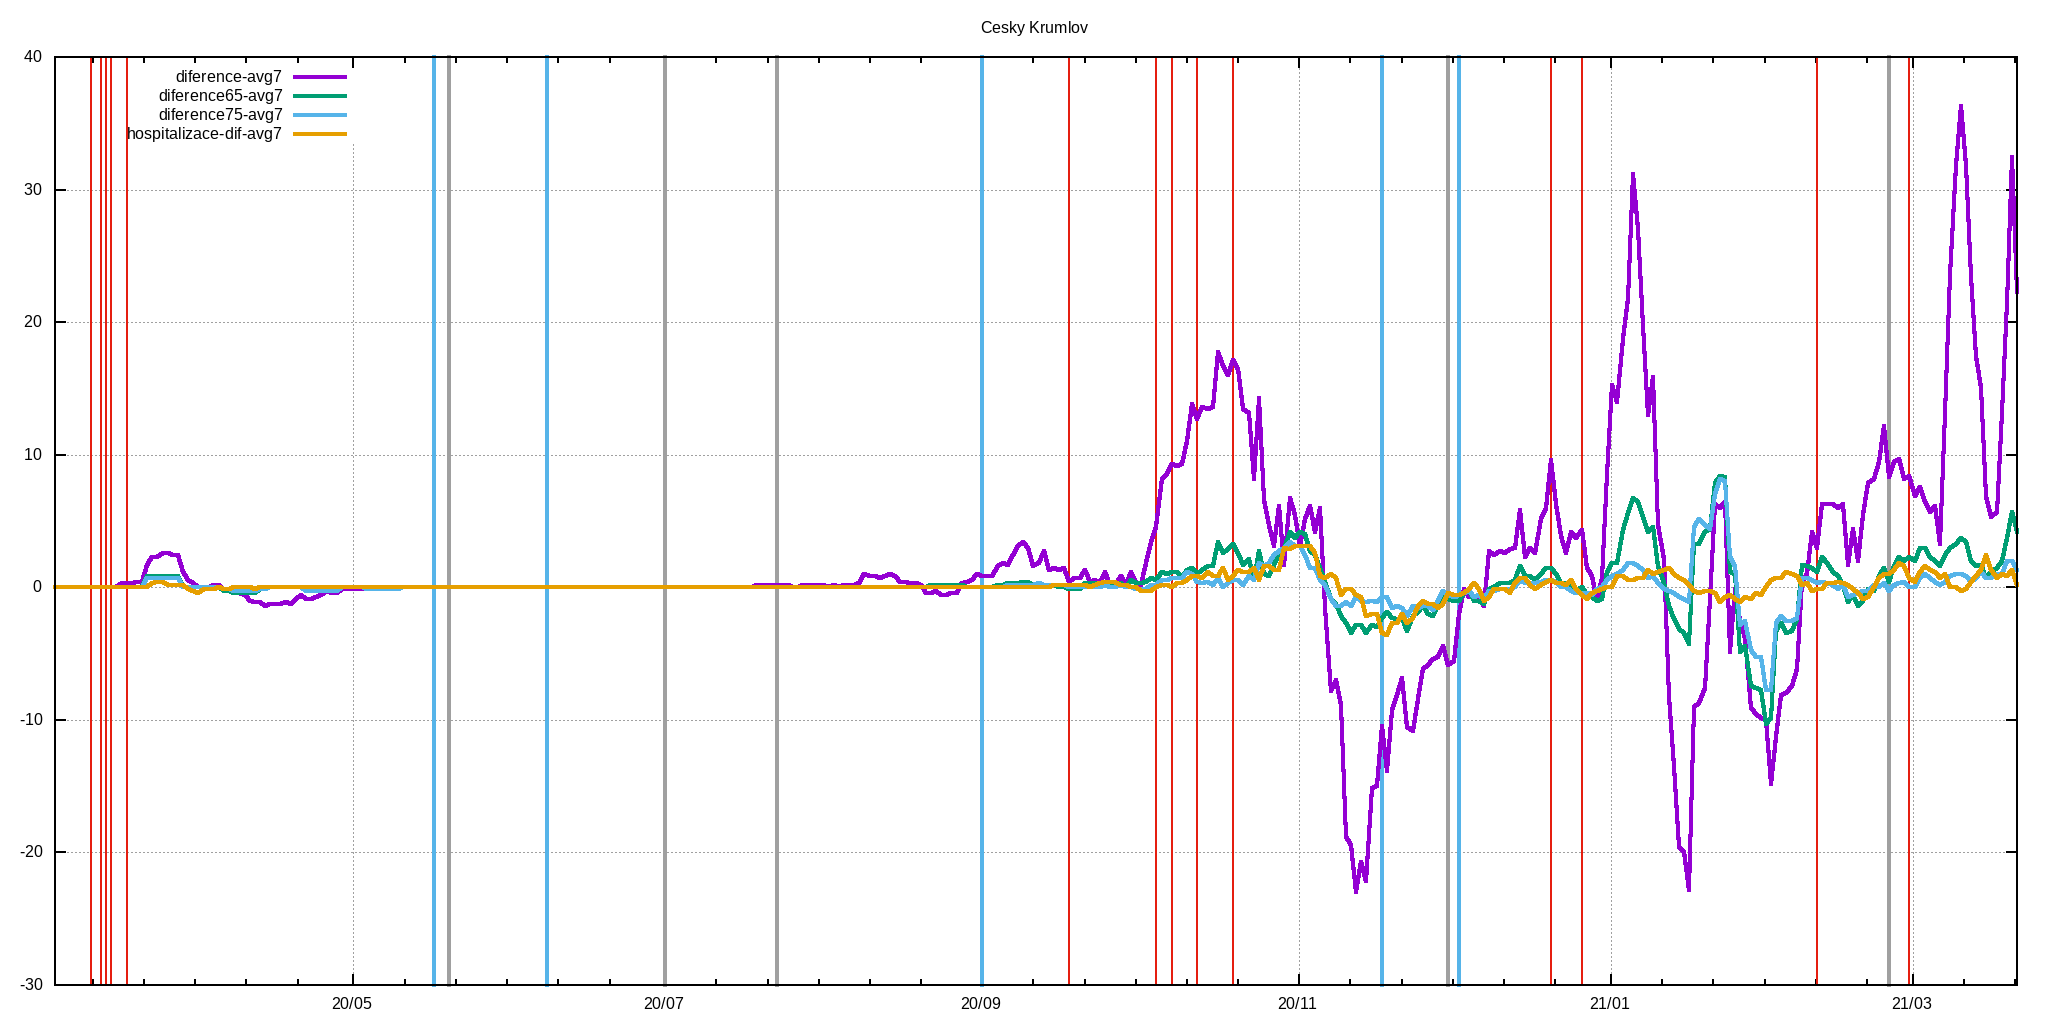 Cesky Krumlov
40
30
20
10
0
-10
-20
-30
diference-avg7
diference65-avg7
diference75-avg7
hospitalizace-dif-avg7
20/05
20/07
20/09
20/11
21/01
21/03